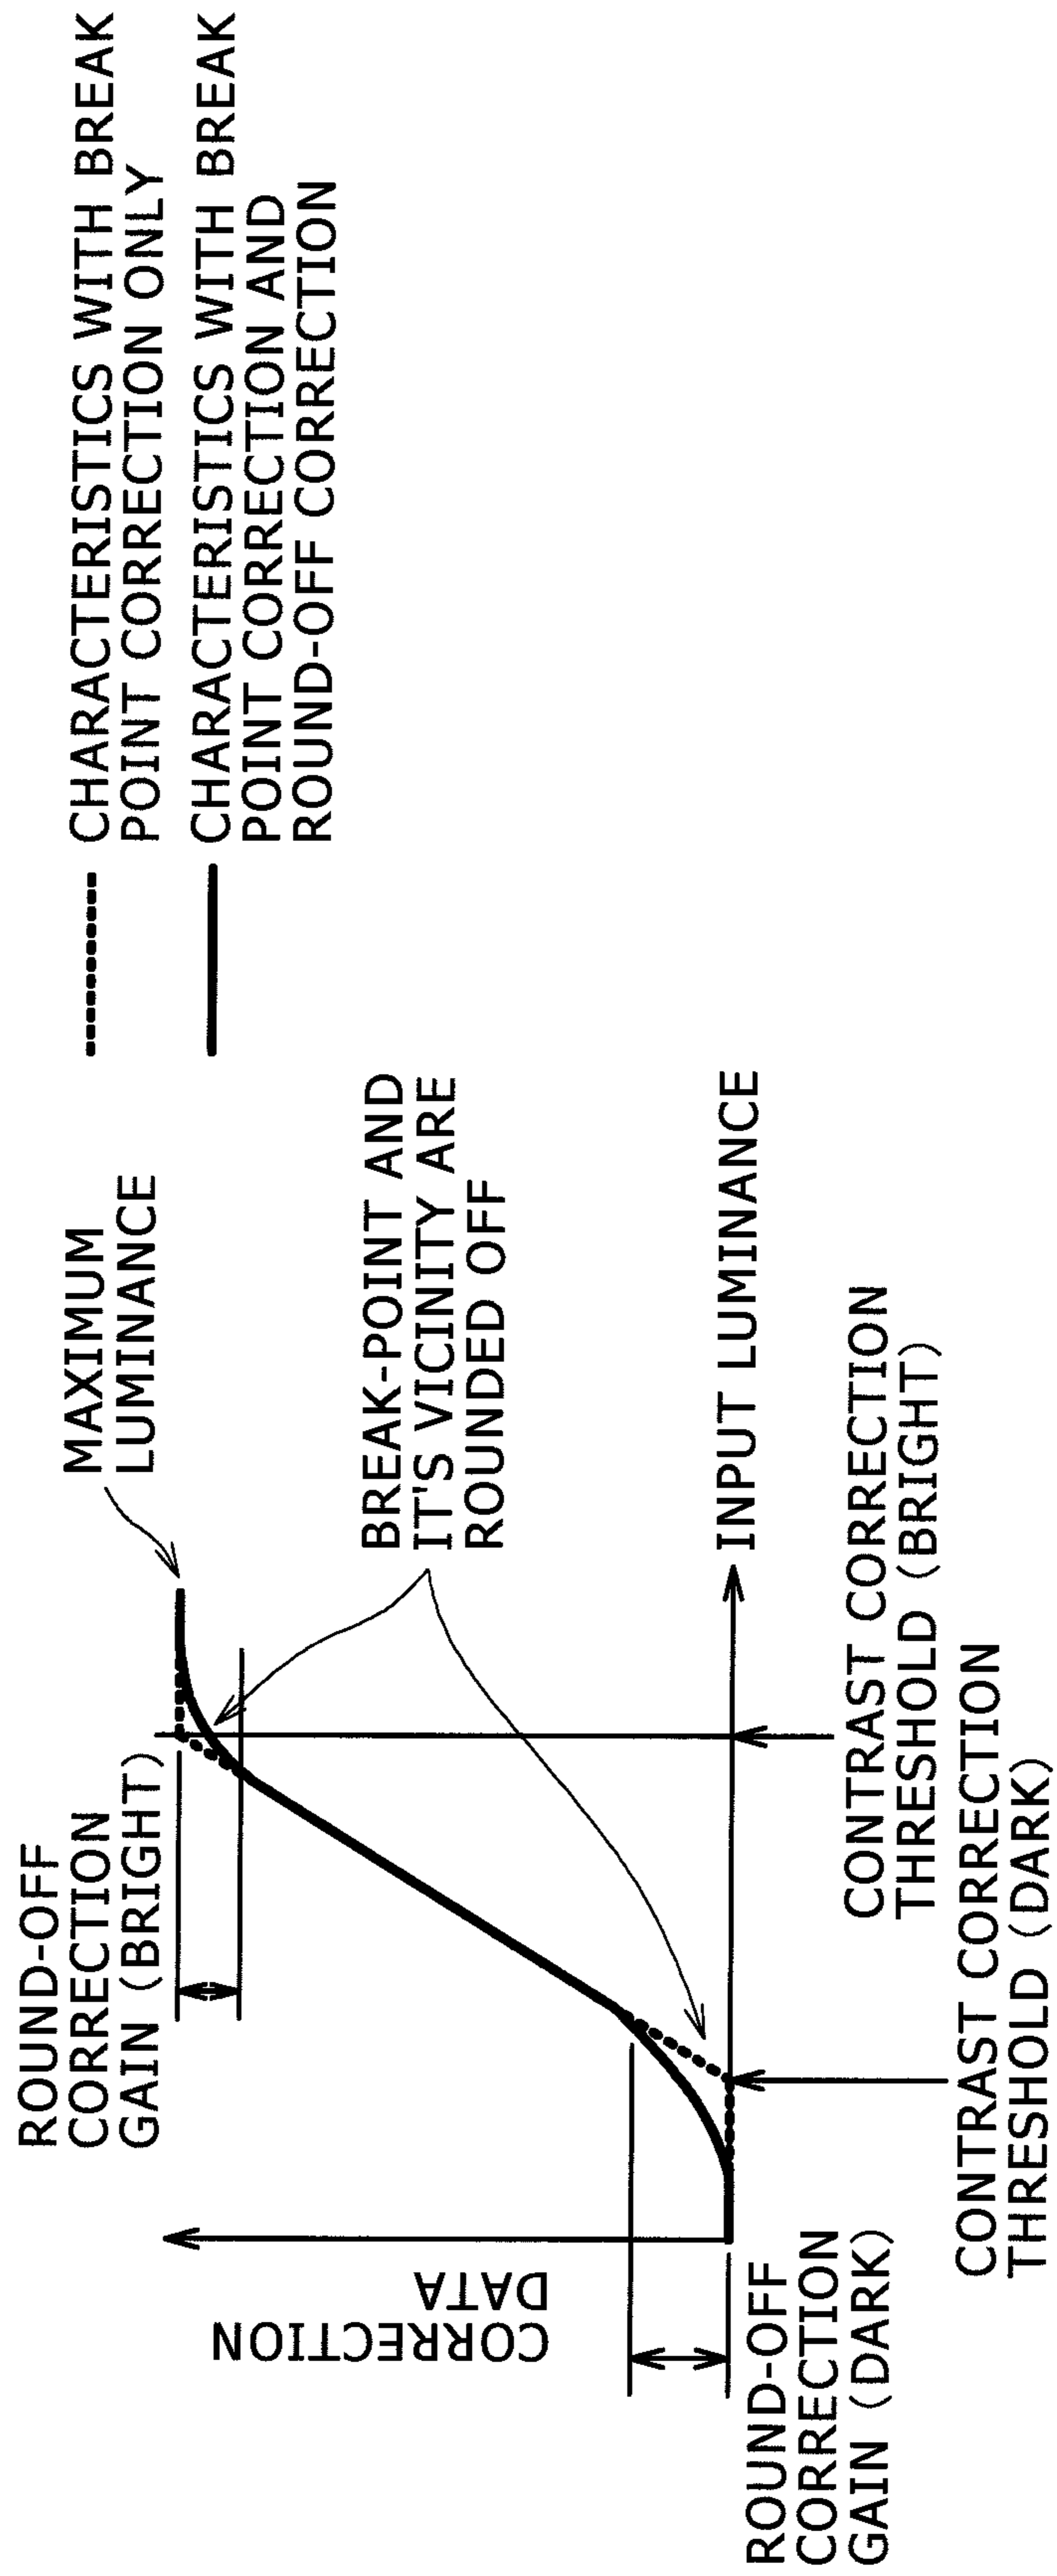 CHARACTERISTICS WITH BREAK
POINT CORRECTION ONLY
CHARACTERISTICS WITH BREAK
POINT CORRECTION AND
ROUND-OFF CORRECTION
MAXIMUM
LUMINANCE
ROUND-OFF
CORRECTION
GAIN (BRIGHT)
BREAK-POINT AND
IT'S VICINITY ARE
ROUNDED OFF
CORRECTION
DATA
INPUT LUMINANCE
ROUND-OFF
CORRECTION
GAIN (DARK)
CONTRAST CORRECTION
THRESHOLD (BRIGHT)
CONTRAST CORRECTION
THRESHOLD (DARK)